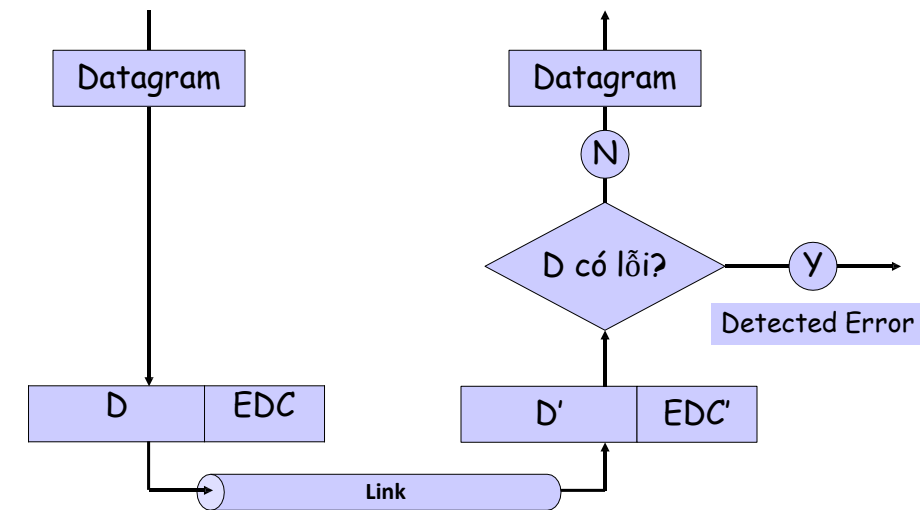 Datagram
Datagram
N
D có lỗi?
Y
Detected Error
D
EDC
D'
EDC'
Link